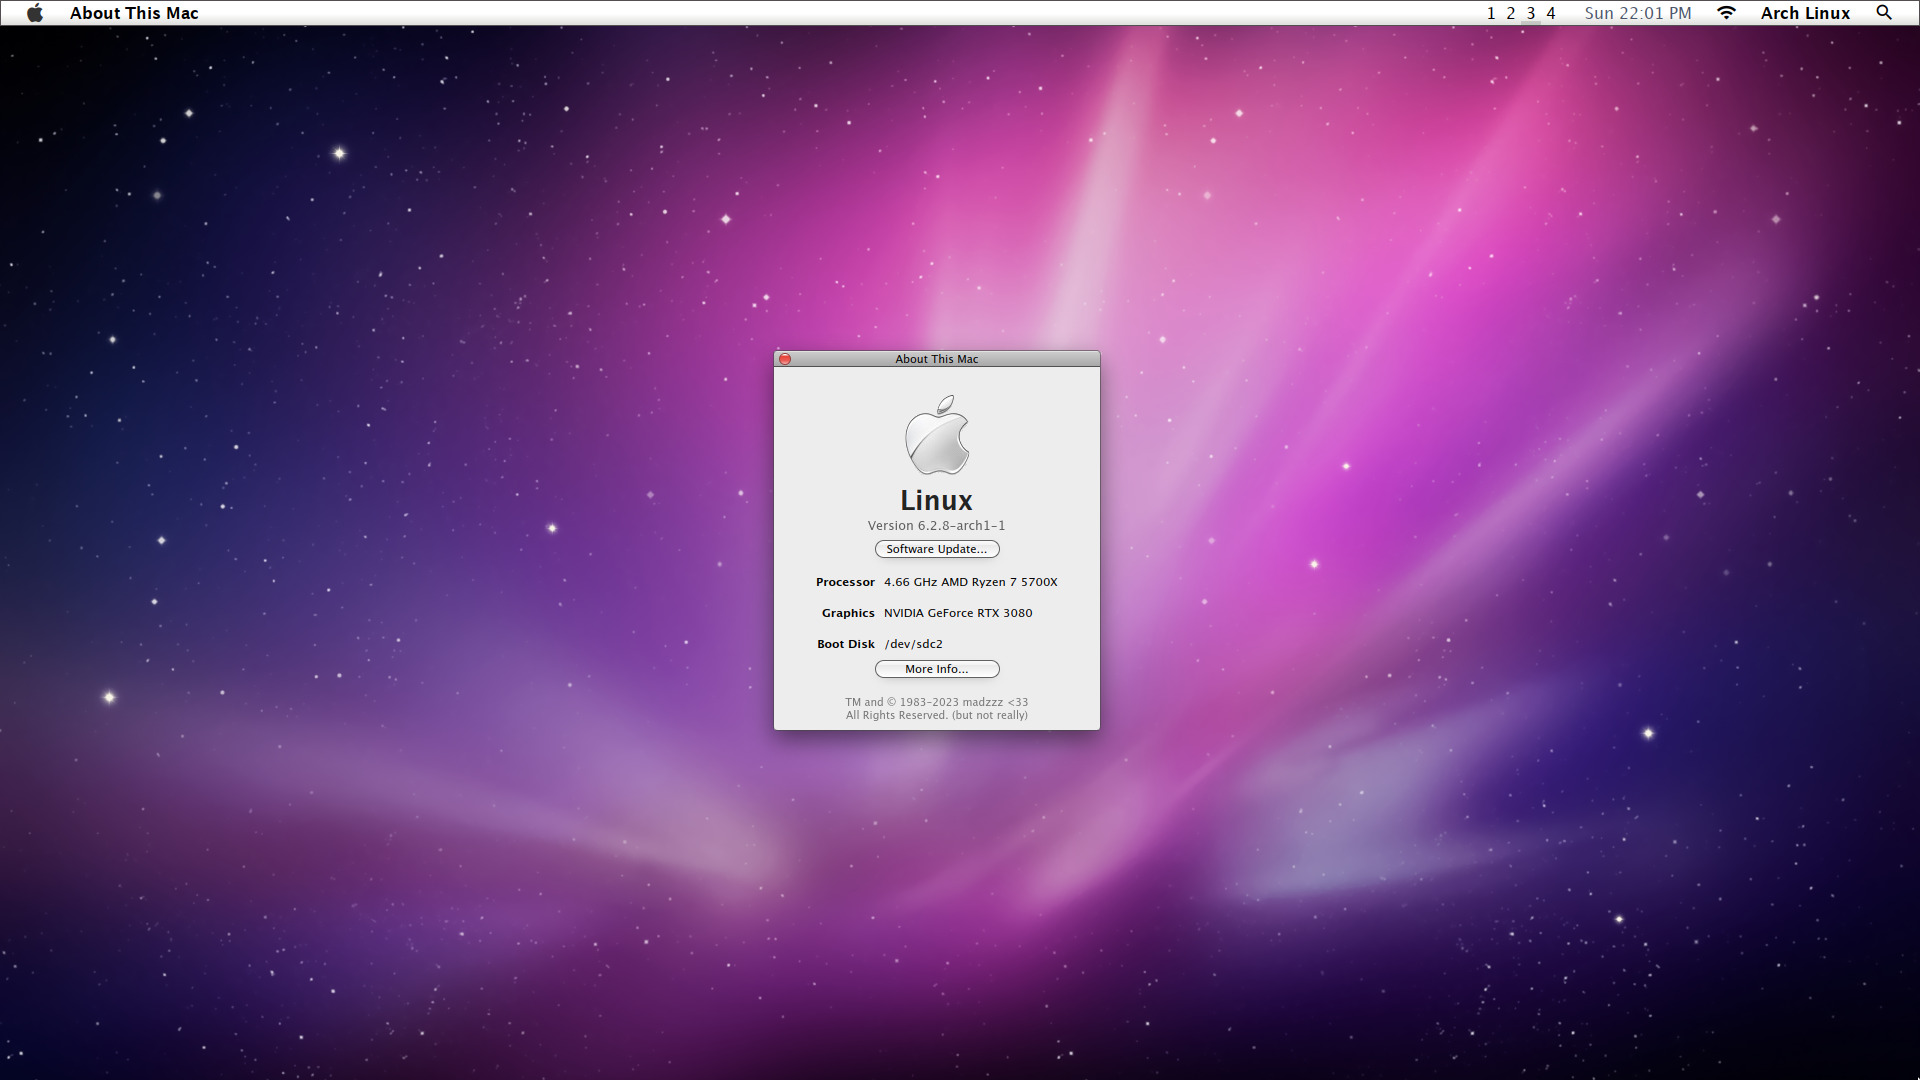 About This Mac 1 2 3 4 Sun 22:01 PM Arch Linux
About This Mac
Linux
Version 6.2.8-arch1-1
Software Update...
Processor 4.66 GHz AMD Ryzen 7 5700X
Graphics NVIDIA GeForce RTX 3080
Boot Disk /dev/sdc2
More Info...
TM and © 1983-2023 madzzz <33
All Rights Reserved. (but not really)